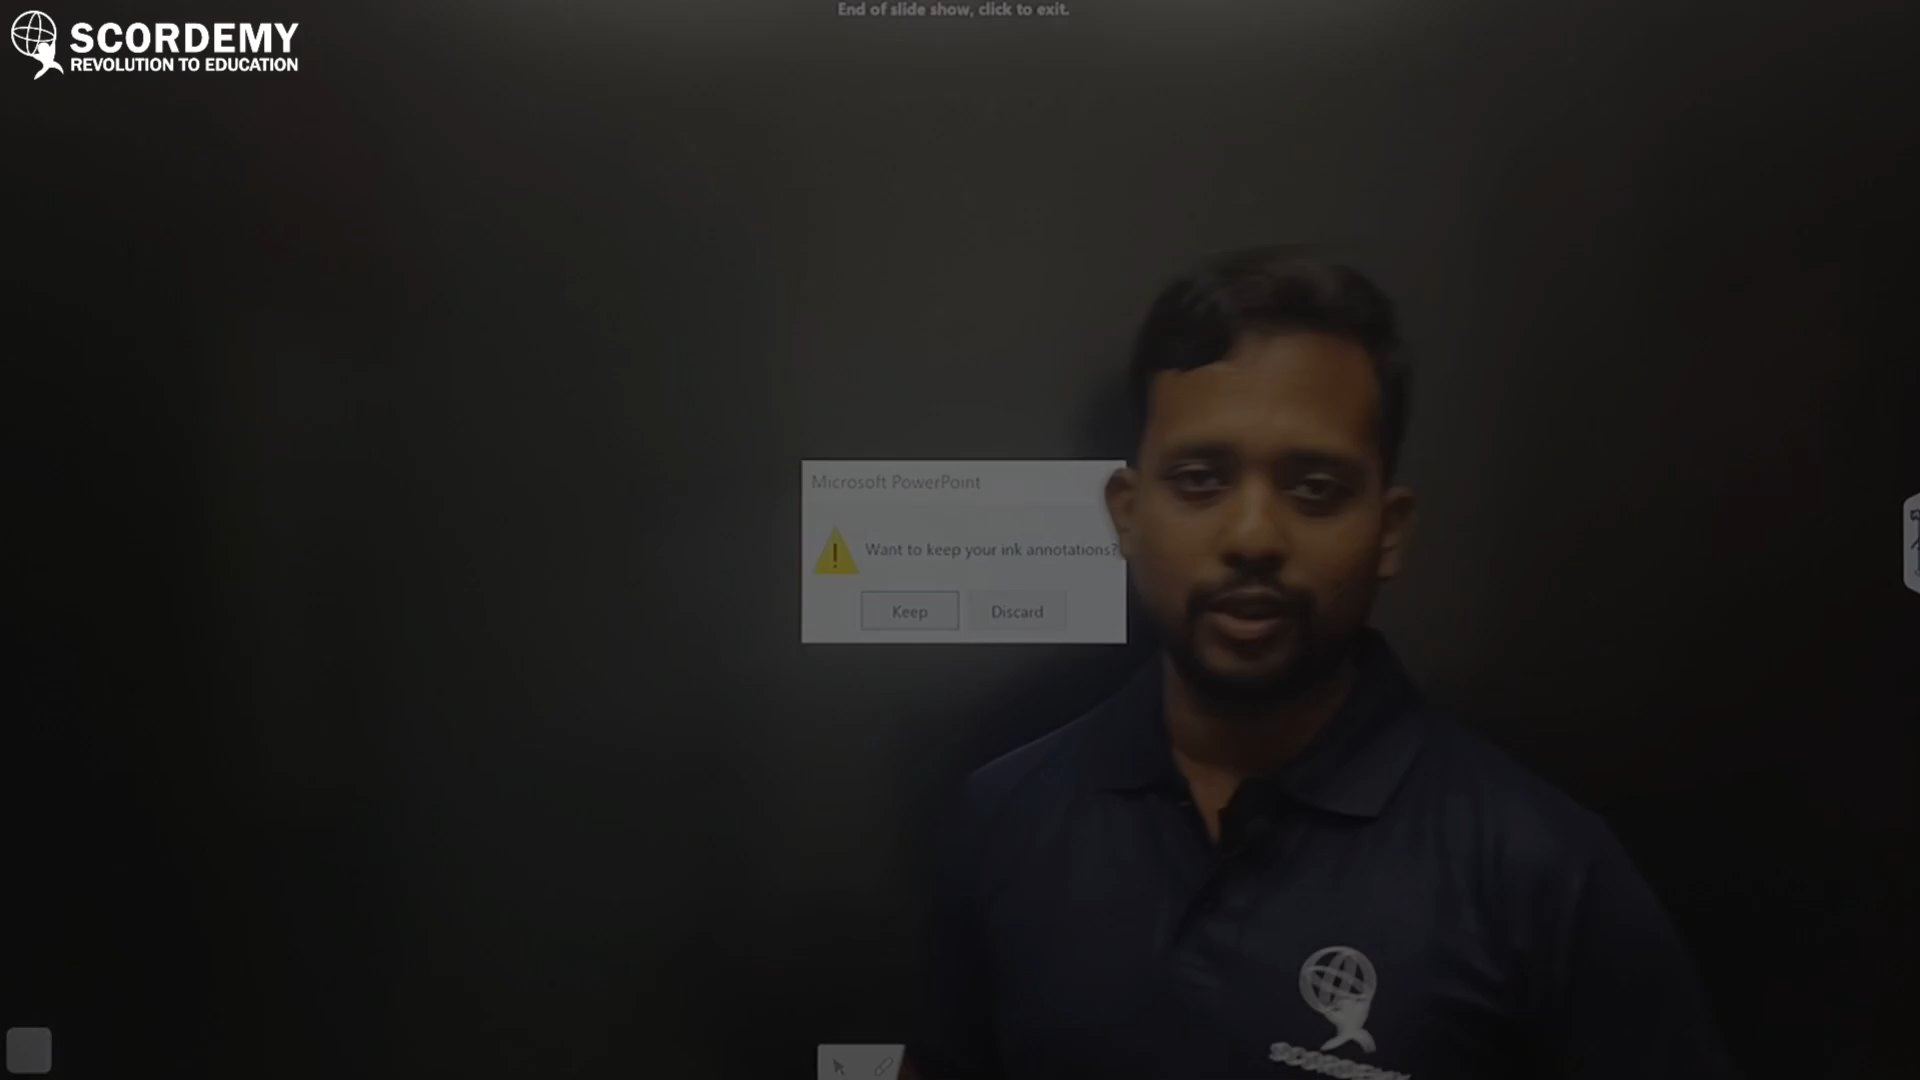 End of slide show, click to exit.
SCORDEMY
REVOLUTION TO EDUCATION
Microsoft PowerPoint
Want to keep your ink annotations?
Keep
Discard
SCORDEMY